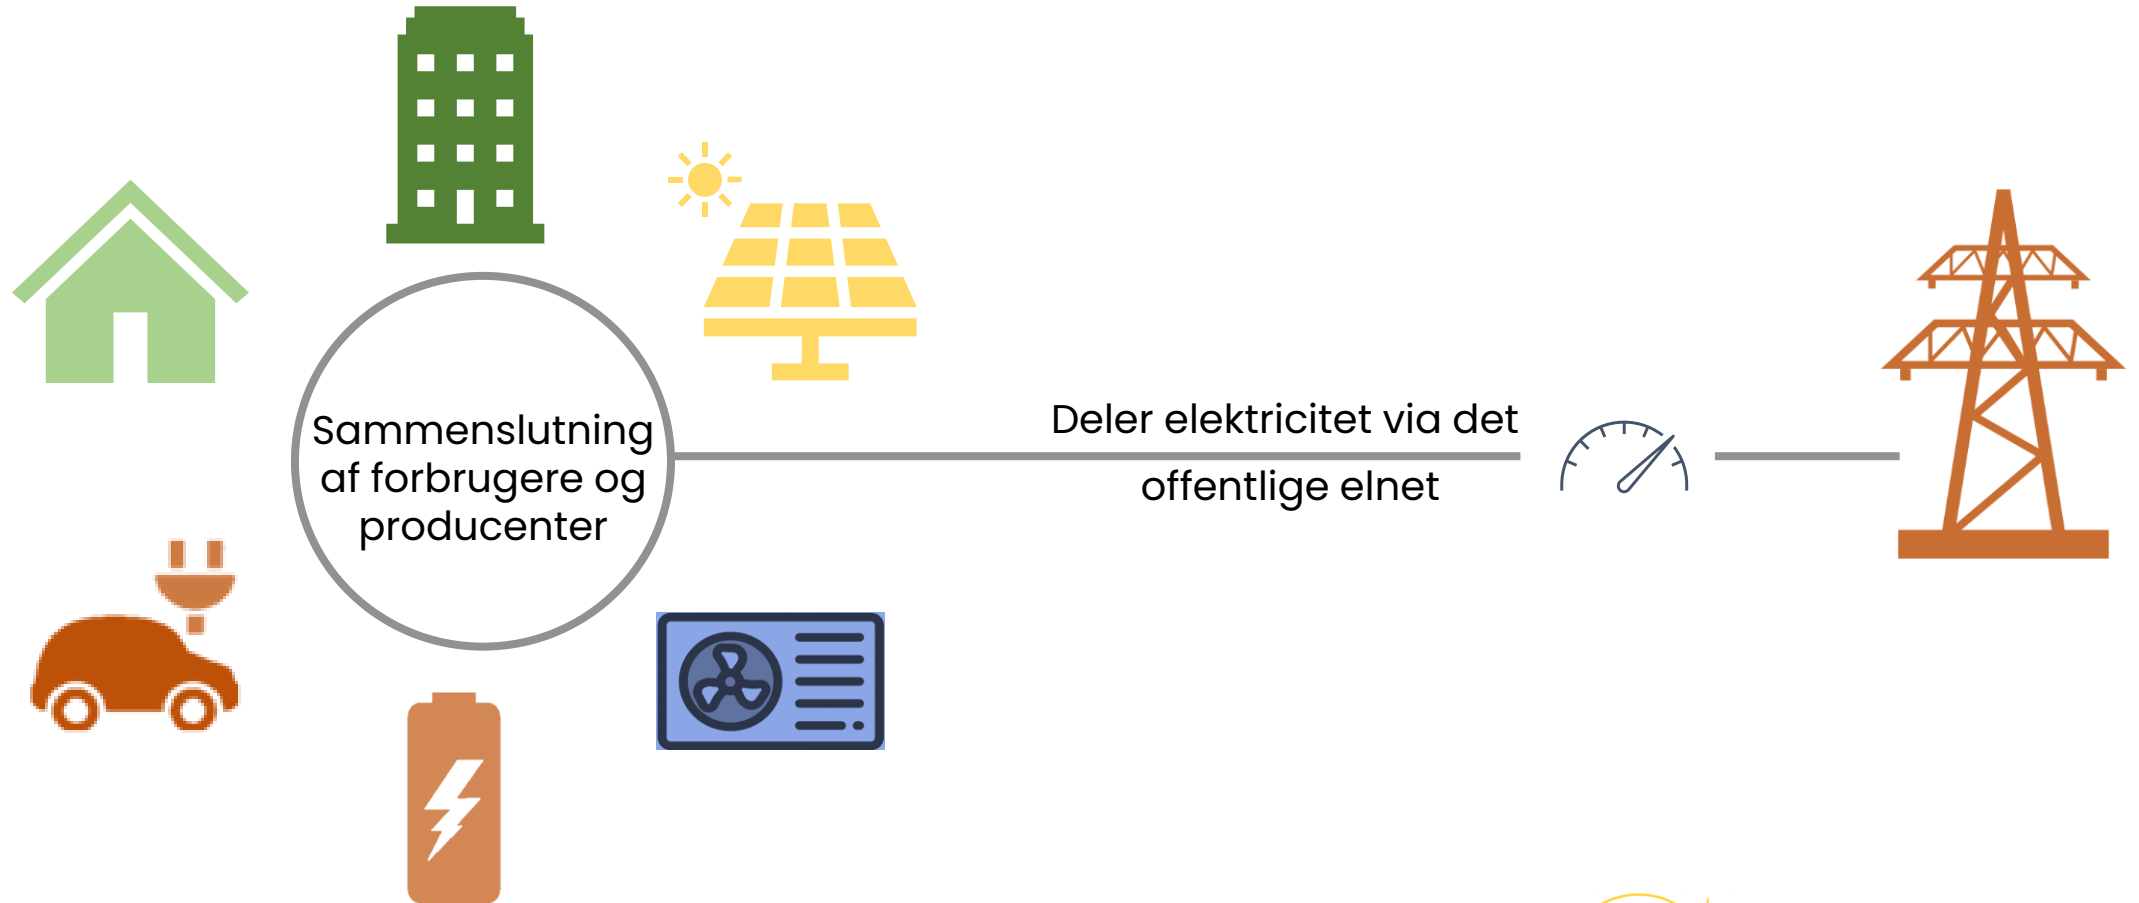 Sammenslutning
af forbrugere og
producenter
Deler elektricitet via det
offentlige elnet